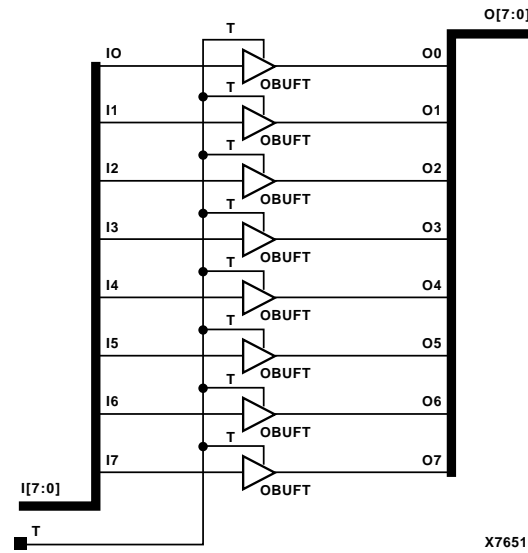 O[7:0]
T
IO O0
OBUFT
T
I1 O1
OBUFT
T
I2 O2
OBUFT
T
I3 O3
OBUFT
T
I4 O4
OBUFT
T
I5 O5
OBUFT
T
I6 O6
OBUFT
T
I7 O7
OBUFT
I[7:0]
T
X7651